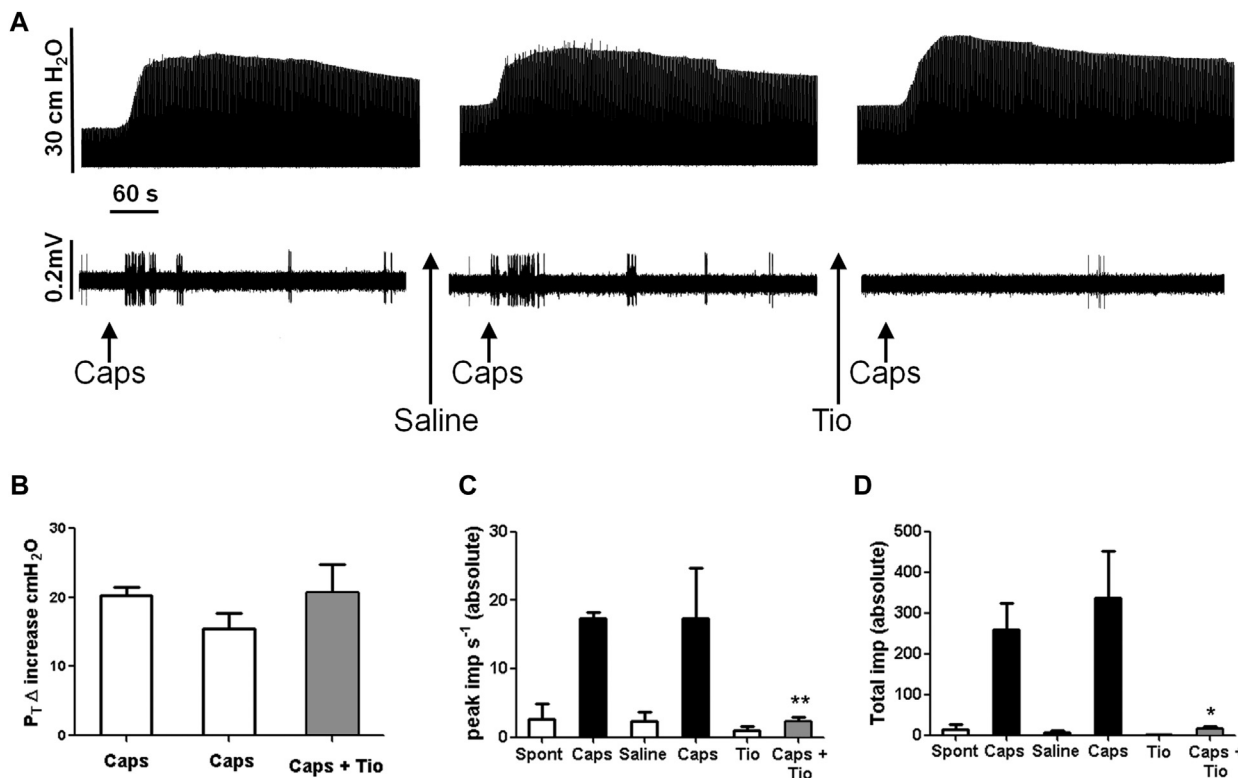 A
30 cm H₂O
60 s
0.2mV
Caps
Caps
Caps
Saline
Tio
B
P_T Δ increase cmH₂O
30
20
10
0
Caps
Caps
Caps + Tio
C
peak imp s⁻¹ (absolute)
30
20
10
0
**
Spont
Caps
Saline
Caps
Tio
Caps +
Tio
D
Total imp (absolute)
500
400
300
200
100
0
*
Spont
Caps
Saline
Caps
Tio
Caps +
Tio